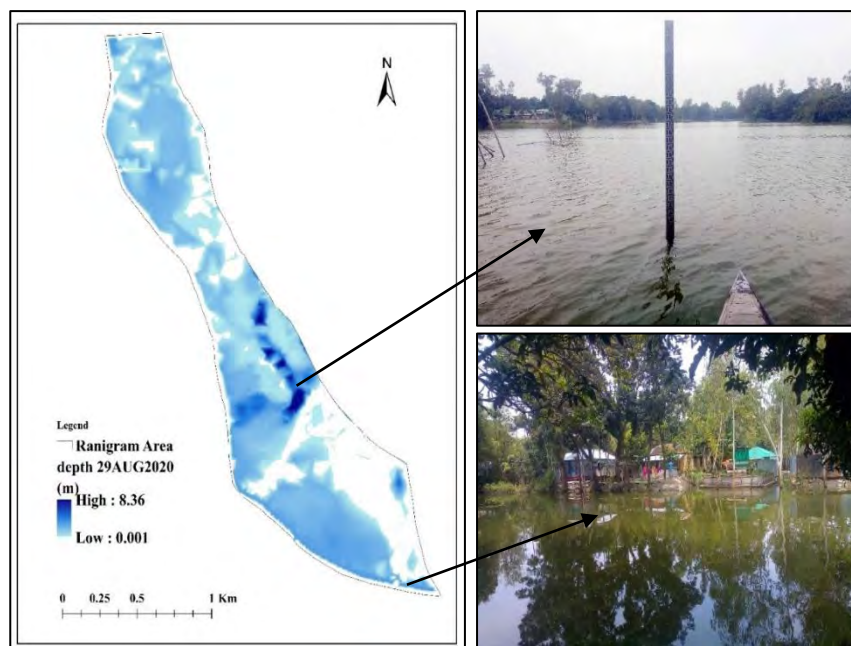 N
Legend
Ranigram Area
depth 29AUG2020
(m)
High : 8.36
Low : 0.001
0 0.25 0.5 1 Km